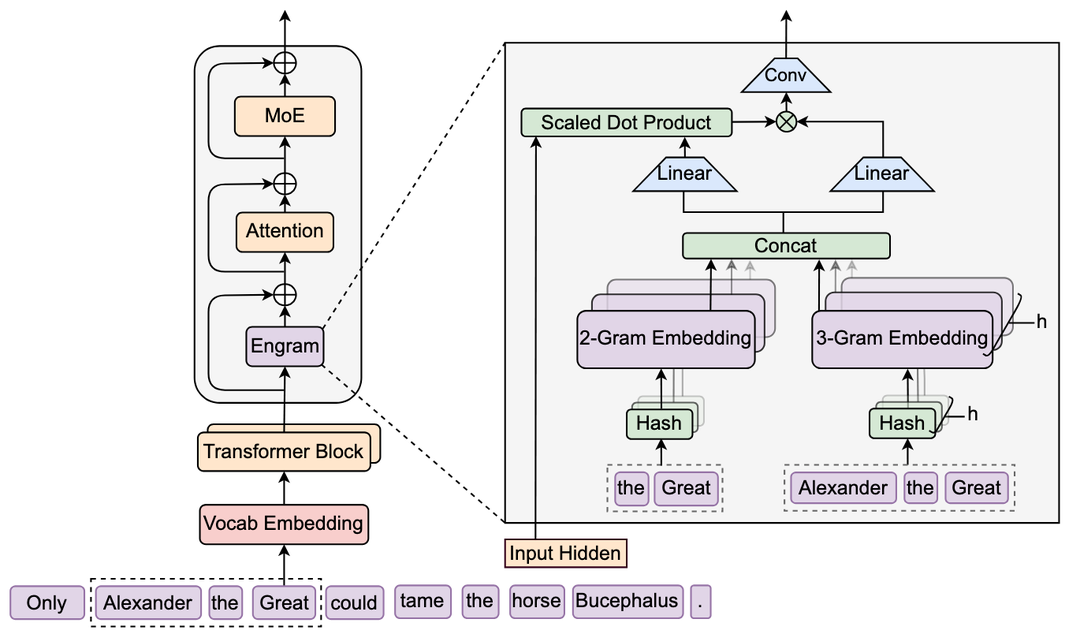 MoE
Attention
Engram
Transformer Block
Vocab Embedding
Only Alexander the Great could tame the horse Bucephalus .
Conv
Scaled Dot Product
Linear Linear
Concat
2-Gram Embedding 3-Gram Embedding h
Hash Hash h
the Great Alexander the Great
Input Hidden